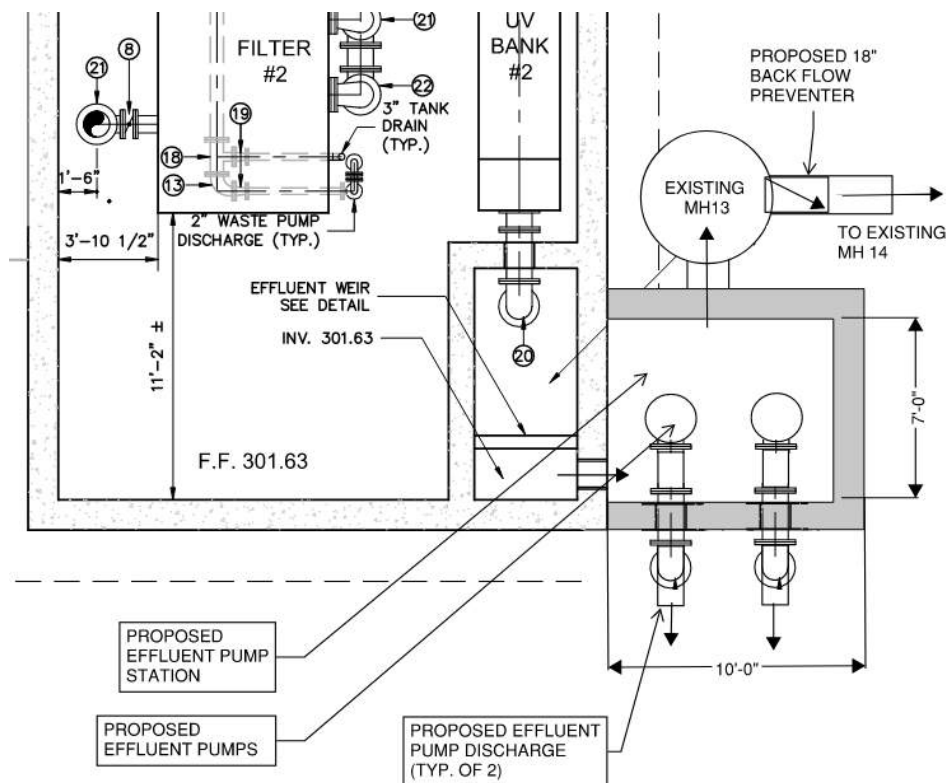 21
UV
BANK
#2
FILTER
#2
8
21
22
3" TANK
DRAIN
(TYP.)
19
18
13
1'-6"
3'-10 1/2"
2" WASTE PUMP
DISCHARGE (TYP.)
PROPOSED 18"
BACK FLOW
PREVENTER
EXISTING
MH13
TO EXISTING
MH 14
EFFLUENT WEIR
SEE DETAIL
INV. 301.63
20
11'-2" ±
F.F. 301.63
7'-0"
10'-0"
PROPOSED
EFFLUENT PUMP
STATION
PROPOSED
EFFLUENT PUMPS
PROPOSED EFFLUENT
PUMP DISCHARGE
(TYP. OF 2)